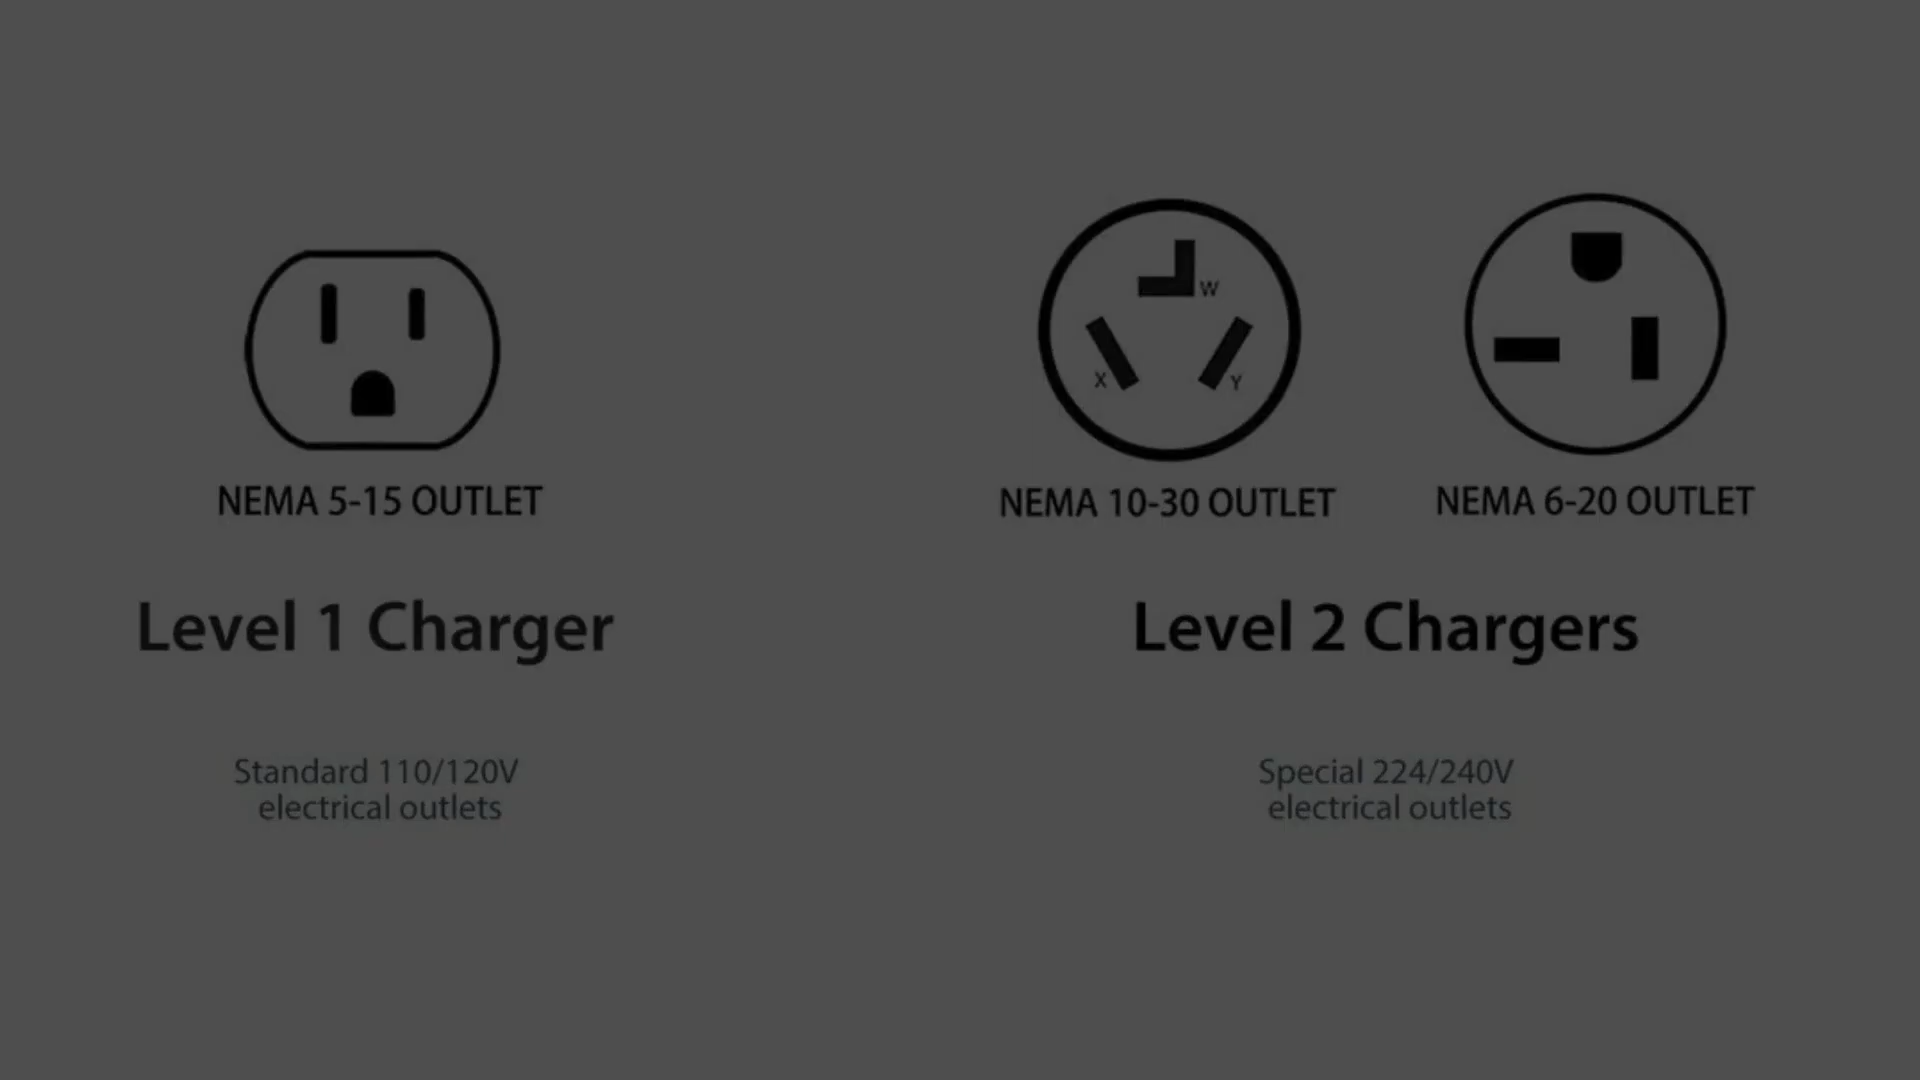 W
X
Y
NEMA 5-15 OUTLET
NEMA 10-30 OUTLET
NEMA 6-20 OUTLET
Level 1 Charger
Level 2 Chargers
Standard 110/120V
electrical outlets
Special 224/240V
electrical outlets